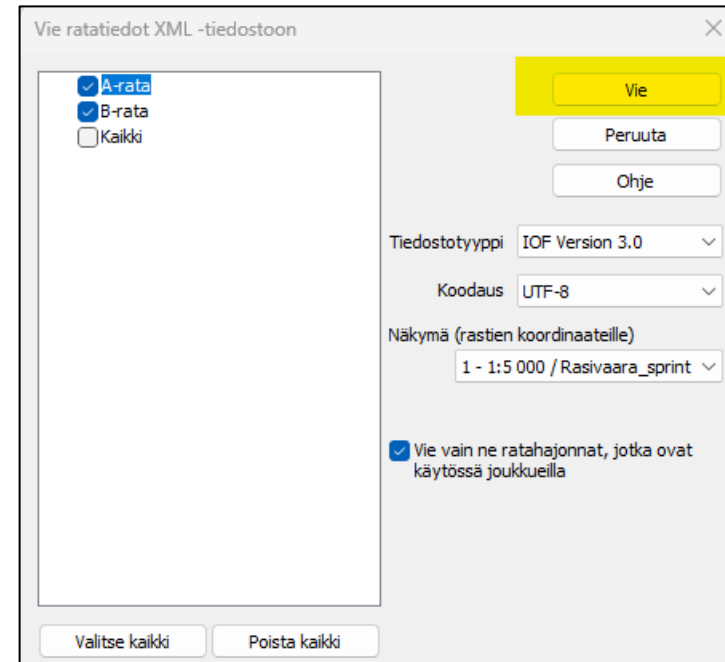 Vie ratatiedot XML -tiedostoon
A-rata
B-rata
Kaikki
Vie
Peruuta
Ohje
Tiedostotyyppi IOF Version 3.0
Koodaus UTF-8
Näkymä (rastien koordinaateille)
1 - 1:5 000 / Rasivaara_sprint
Vie vain ne ratahajonnat, jotka ovat
käytössä joukkueilla
Valitse kaikki Poista kaikki